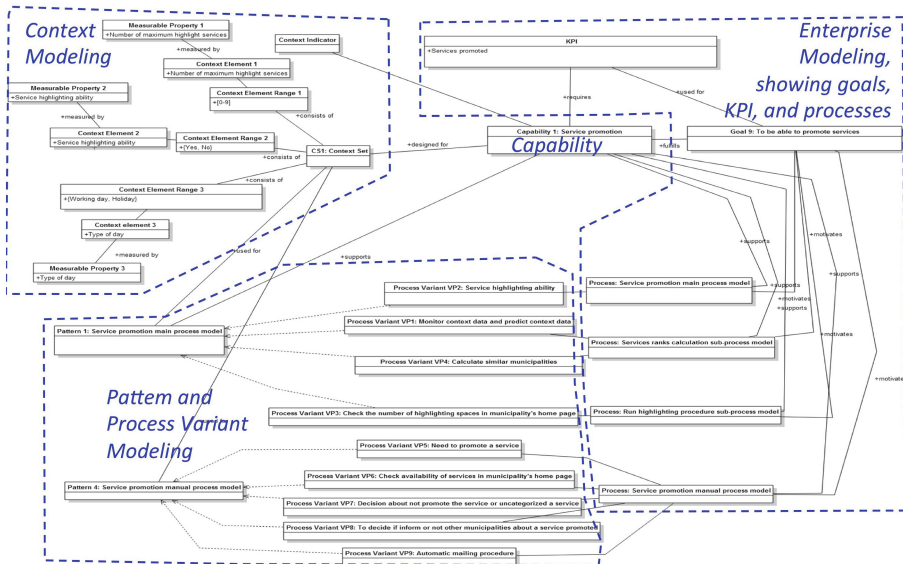 Context
Modeling
Measurable Property 1
+Number of maximum highlight services
+measured by
Context Element 1
+Number of maximum highlight services
Context Element Range 1
+[0-9]
+consists of
Context Indicator
Measurable Property 2
+Service highlighting ability
+measured by
Context Element 2
+Service highlighting ability
Context Element Range 2
+{Yes, No}
+consists of
CS1: Context Set
+consists of
Context Element Range 3
+{Working day, Holiday}
Context element 3
+Type of day
+measured by
Measurable Property 3
+Type of day
KPI
+Services promoted
Enterprise
Modeling,
showing goals,
KPI, and processes
+requires
+used for
Capability 1: Service promotion
Capability
+designed for
+fulfills
Goal 9: To be able to promote services
+used for
+supports
+supports
+motivates
+supports
+supports
+motivates
+supports
+motivates
+motivate
Process Variant VP2: Service highlighting ability
Process: Service promotion main process model
Process Variant VP1: Monitor context data and predict context data
Pattern 1: Service promotion main process model
Process: Services ranks calculation sub-process model
Process Variant VP4: Calculate similar municipalities
Pattern and
Process Variant
Modeling
Process Variant VP3: Check the number of highlighting spaces in municipality's home page
Process: Run highlighting procedure sub-process model
Process Variant VP5: Need to promote a service
Process Variant VP6: Check availability of services in municipality's home page
Pattern 4: Service promotion manual process model
Process: Service promotion manual process model
Process Variant VP7: Decision about not promote the service or uncategorized a service
Process Variant VP8: To decide if inform or not other municipalities about a service promoted
Process Variant VP9: Automatic mailing procedure